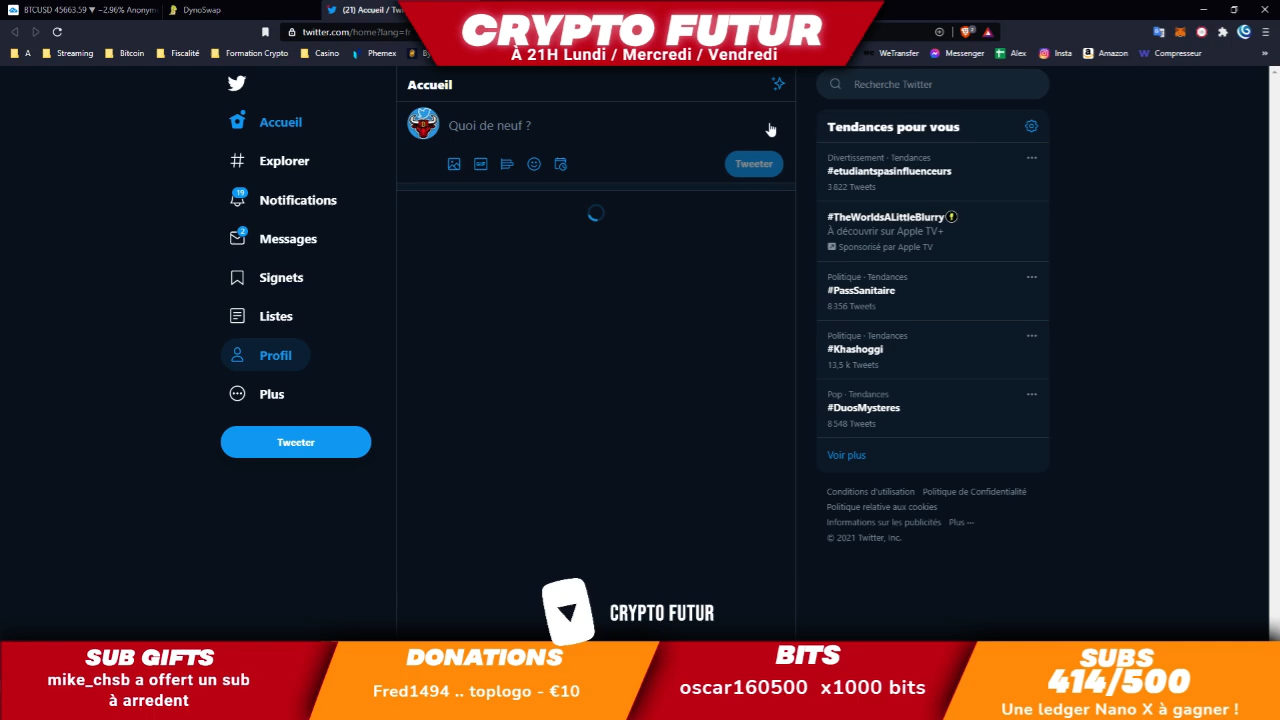 BTCUSD 45663.59 ▼ −2.96% Anonym
DynoSwap
(21) Accueil / Tw
twitter.com/home?lang=fr
CRYPTO FUTUR
À 21H Lundi / Mercredi / Vendredi
A
Streaming
Bitcoin
Fiscalité
Formation Crypto
Casino
Phemex
By
WeTransfer
Messenger
Alex
Insta
Amazon
Compresseur
»
Accueil
Explorer
19
Notifications
2
Messages
Signets
Listes
Profil
Plus
Tweeter
Accueil
Quoi de neuf ?
GIF
Tweeter
Recherche Twitter
Tendances pour vous
Divertissement · Tendances
#etudiantspasinfluenceurs
3 822 Tweets
#TheWorldsALittleBlurry
À découvrir sur Apple TV+
Sponsorisé par Apple TV
Politique · Tendances
#PassSanitaire
8 356 Tweets
Politique · Tendances
#Khashoggi
13,5 k Tweets
Pop · Tendances
#DuosMysteres
8 548 Tweets
Voir plus
Conditions d'utilisation Politique de Confidentialité
Politique relative aux cookies
Informations sur les publicités Plus ···
© 2021 Twitter, Inc.
CRYPTO FUTUR
SUB GIFTS
mike_chsb a offert un sub
à arredent
DONATIONS
Fred1494 .. toplogo - €10
BITS
oscar160500 x1000 bits
SUBS
414/500
Une ledger Nano X à gagner !